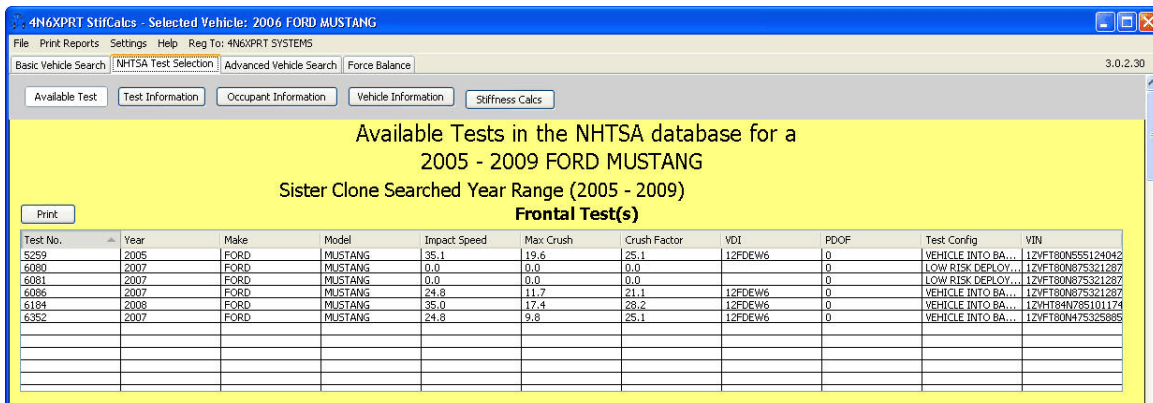 4N6XPRT StifCalcs - Selected Vehicle: 2006 FORD MUSTANG
File Print Reports Settings Help Reg To: 4N6XPRT SYSTEMS
Basic Vehicle Search NHTSA Test Selection Advanced Vehicle Search Force Balance 3.0.2.30
Available Test Test Information Occupant Information Vehicle Information Stiffness Calcs
Available Tests in the NHTSA database for a
2005 - 2009 FORD MUSTANG
Sister Clone Searched Year Range (2005 - 2009)
Print Frontal Test(s)
Test No. Year Make Model Impact Speed Max Crush Crush Factor VDI PDOF Test Config VIN
5259 2005 FORD MUSTANG 35.1 19.6 25.1 12FDEW6 0 VEHICLE INTO BA... 1ZVFT80N555124042
6080 2007 FORD MUSTANG 0.0 0.0 0.0 0 LOW RISK DEPLOY... 1ZVFT80N875321287
6081 2007 FORD MUSTANG 0.0 0.0 0.0 0 LOW RISK DEPLOY... 1ZVFT80N875321287
6086 2007 FORD MUSTANG 24.8 11.7 21.1 12FDEW6 0 VEHICLE INTO BA... 1ZVFT80N875321287
6184 2008 FORD MUSTANG 35.0 17.4 28.2 12FDEW6 0 VEHICLE INTO BA... 1ZVHT84N785101174
6352 2007 FORD MUSTANG 24.8 9.8 25.1 12FDEW6 0 VEHICLE INTO BA... 1ZVFT80N475325885